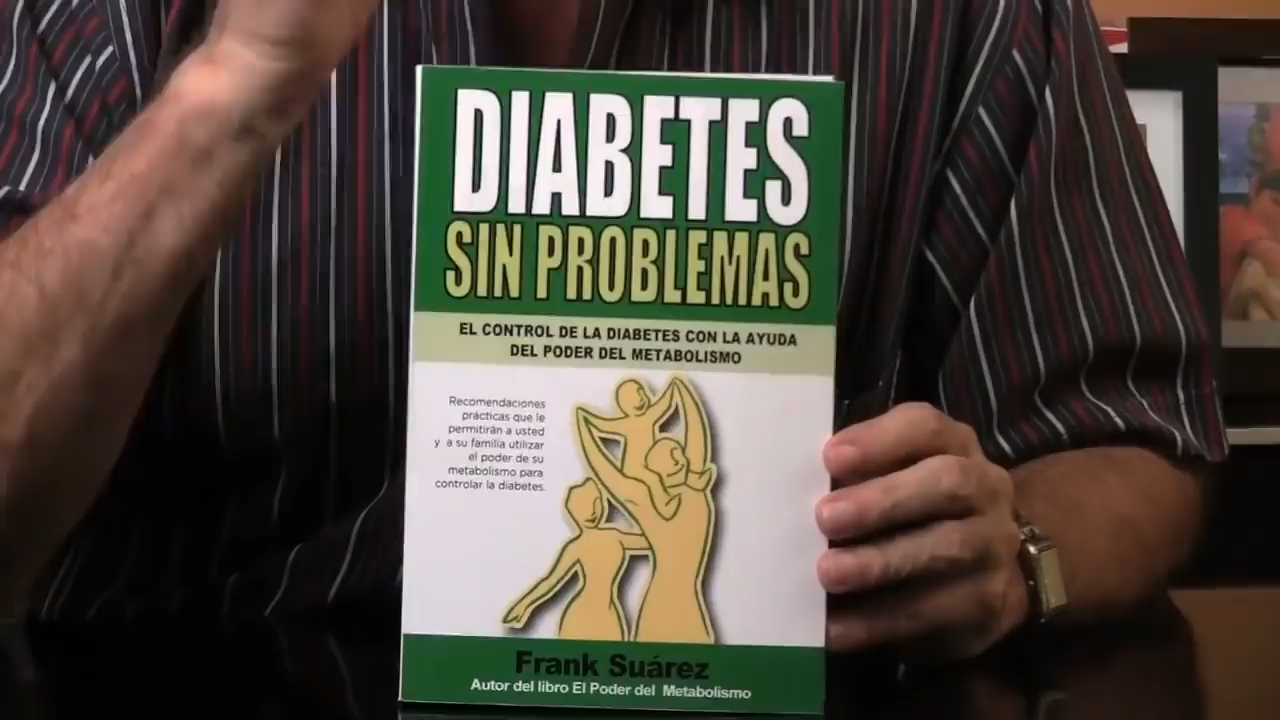 DIABETES
SIN PROBLEMAS
EL CONTROL DE LA DIABETES CON LA AYUDA
DEL PODER DEL METABOLISMO
Recomendaciones
prácticas que le
permitirán a usted
y a su familia utilizar
el poder de su
metabolismo para
controlar la diabetes.
Frank Suárez
Autor del libro El Poder del Metabolismo